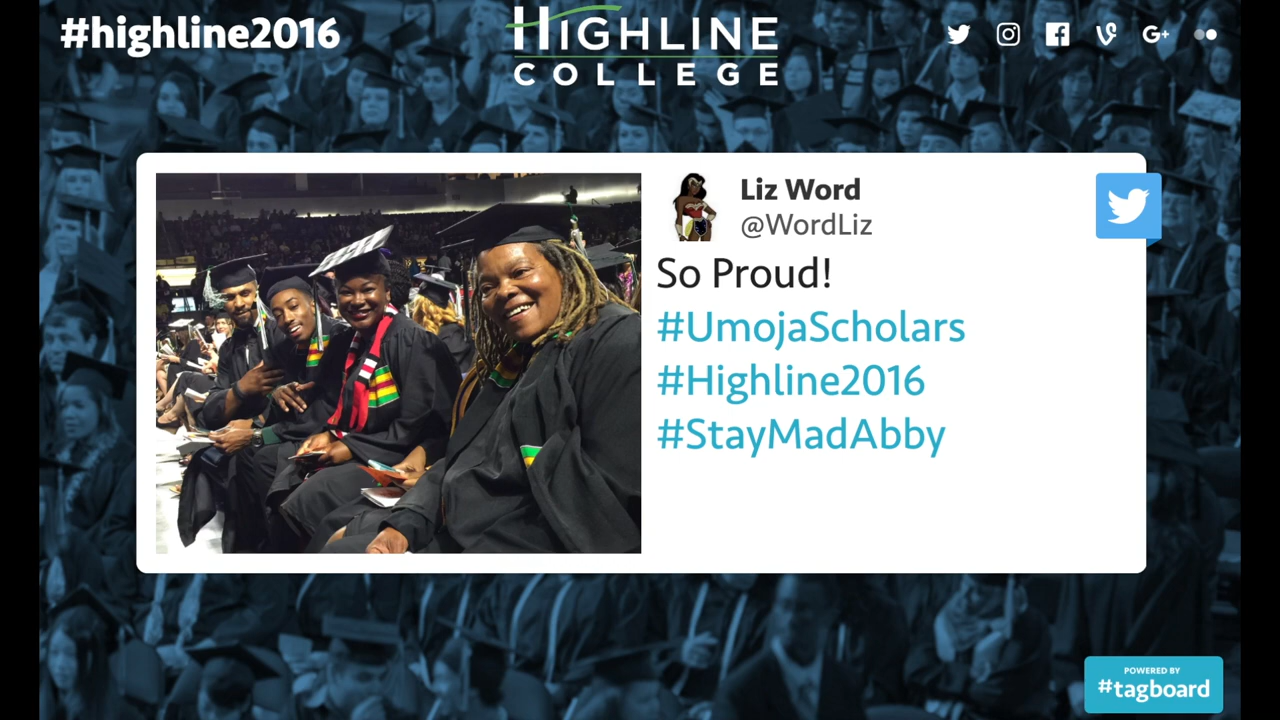 #highline2016
HIGHLINE
COLLEGE
G+
Liz Word
@WordLiz
So Proud!
#UmojaScholars
#Highline2016
#StayMadAbby
POWERED BY
#tagboard